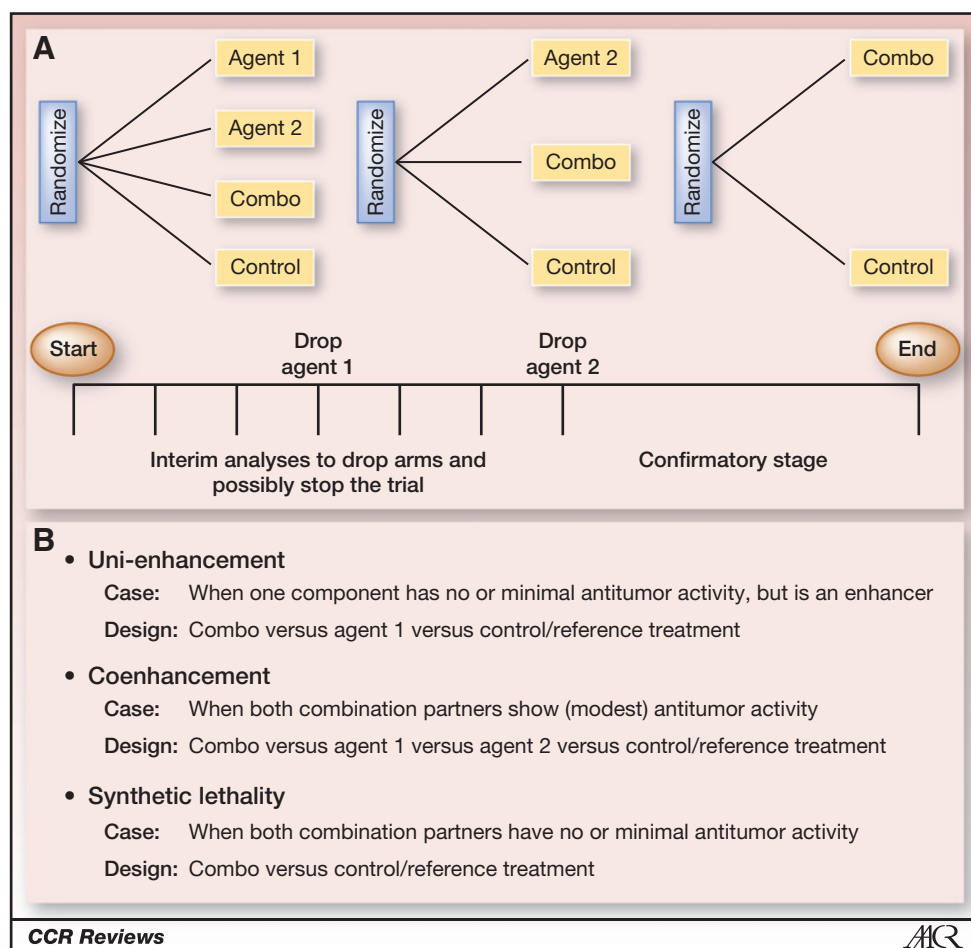 A
Randomize
Agent 1
Agent 2
Combo
Control
Randomize
Agent 2
Combo
Control
Randomize
Combo
Control
Start
Drop
agent 1
Drop
agent 2
End
Interim analyses to drop arms and
possibly stop the trial
Confirmatory stage
B
• Uni-enhancement
Case: When one component has no or minimal antitumor activity, but is an enhancer
Design: Combo versus agent 1 versus control/reference treatment
• Coenhancement
Case: When both combination partners show (modest) antitumor activity
Design: Combo versus agent 1 versus agent 2 versus control/reference treatment
• Synthetic lethality
Case: When both combination partners have no or minimal antitumor activity
Design: Combo versus control/reference treatment
CCR Reviews
AACR